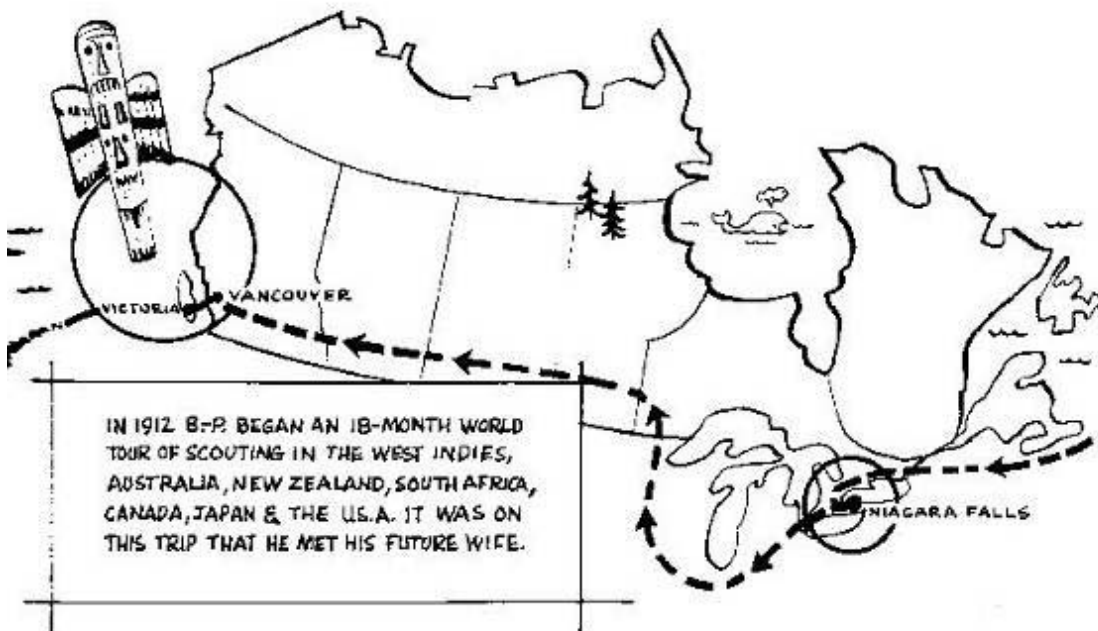 VANCOUVER
VICTORIA
IN 1912 B-P. BEGAN AN 18-MONTH WORLD
TOUR OF SCOUTING IN THE WEST INDIES,
AUSTRALIA, NEW ZEALAND, SOUTH AFRICA,
CANADA, JAPAN & THE U.S.A. IT WAS ON
THIS TRIP THAT HE MET HIS FUTURE WIFE.
NIAGARA FALLS